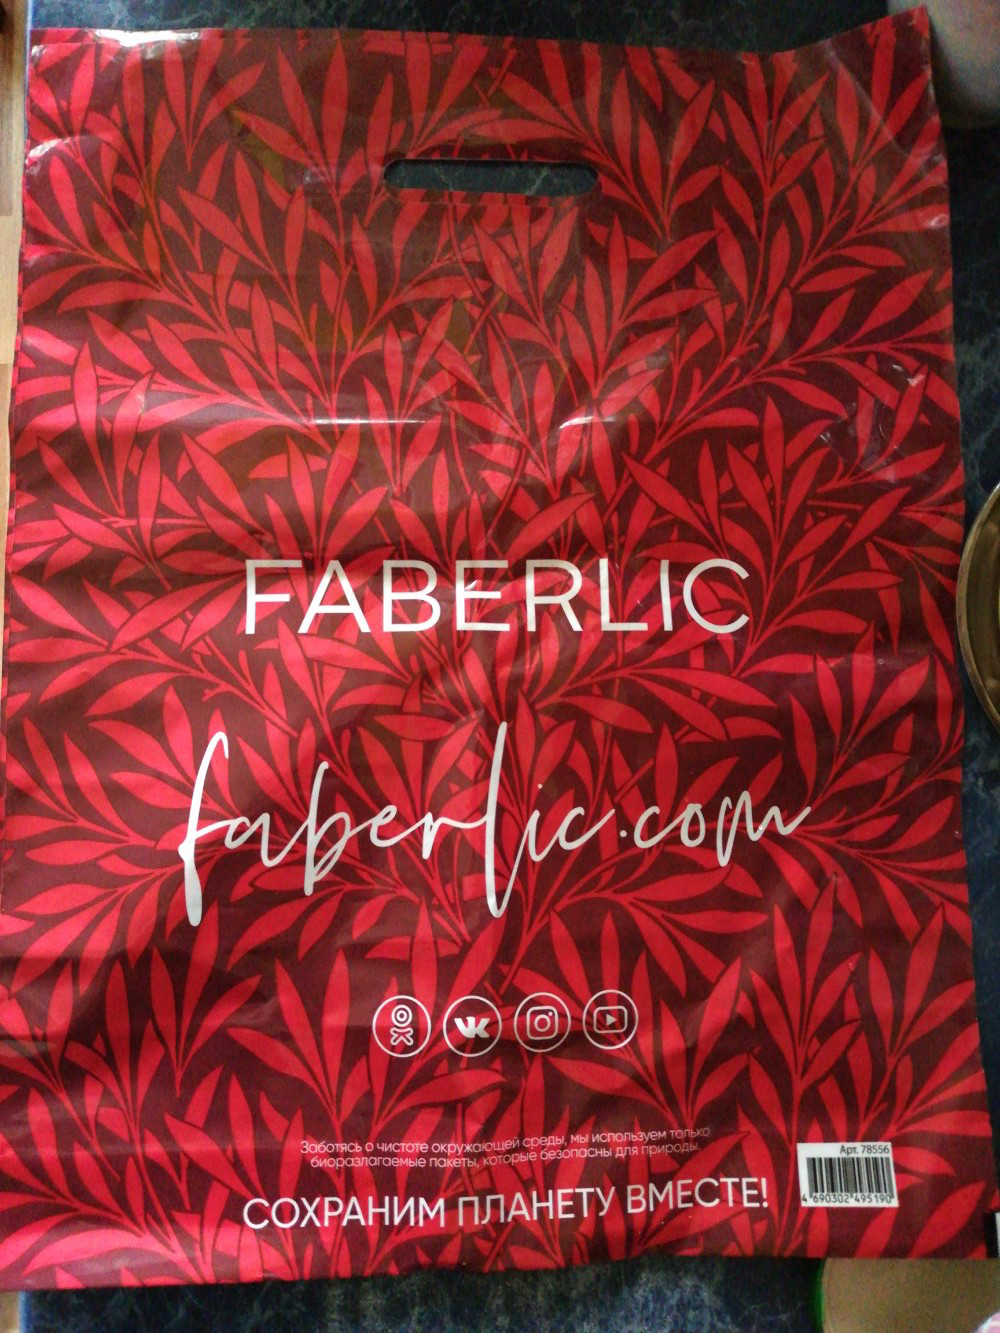 FABERLIC
faberlic.com
Заботясь о чистоте окружающей среды, мы используем только
биоразлагаемые пакеты, которые безопасны для природы.
СОХРАНИМ ПЛАНЕТУ ВМЕСТЕ!
Арт. 78556
4 690302 495190